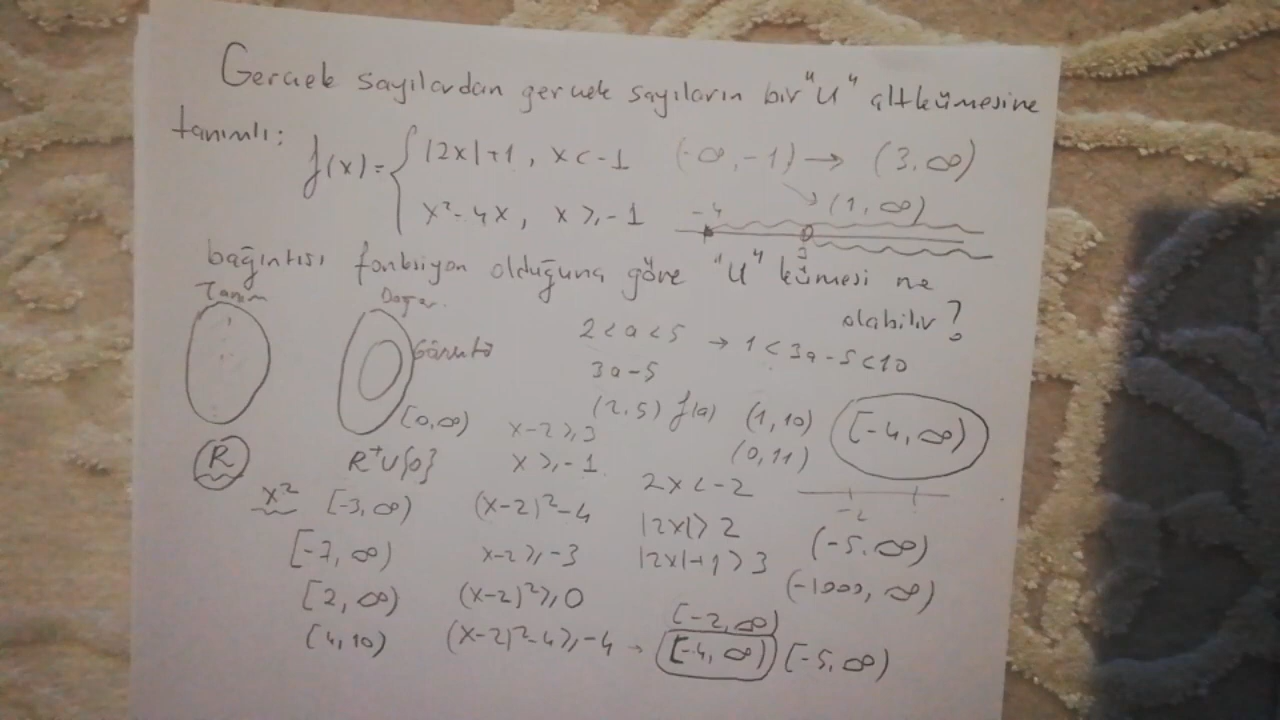 Gerçek sayılardan gerçek sayıların bir "U" altkümesine
tanımlı:
f(x) = { |2x|+1 , x < -1 (-∞, -1) → (3, ∞)
x² - 4x , x ≥ -1 -4 (1, ∞)
3
bağıntısı fonksiyon olduğuna göre "U" kümesi ne
olabilir?
Tanım Değer.
Görüntü
2 < a < 5 → 1 < 3a - 5 < 10
3a - 5
(2, 5) f(a) (1, 10) [-4, ∞)
[0, ∞) x-2 ≥ 3 (0, 11)
R R⁺∪{0} x ≥ -1
x² [-3, ∞) (x-2)² - 4 2x < -2 -2
[-7, ∞) x-2 ≥ -3 |2x| > 2 (-5, ∞)
|2x|+1 > 3 (-1000, ∞)
[2, ∞) (x-2)² ≥ 0 [-2, ∞)
(4, 10) (x-2)² - 4 ≥ -4 → [-4, ∞) [-5, ∞)